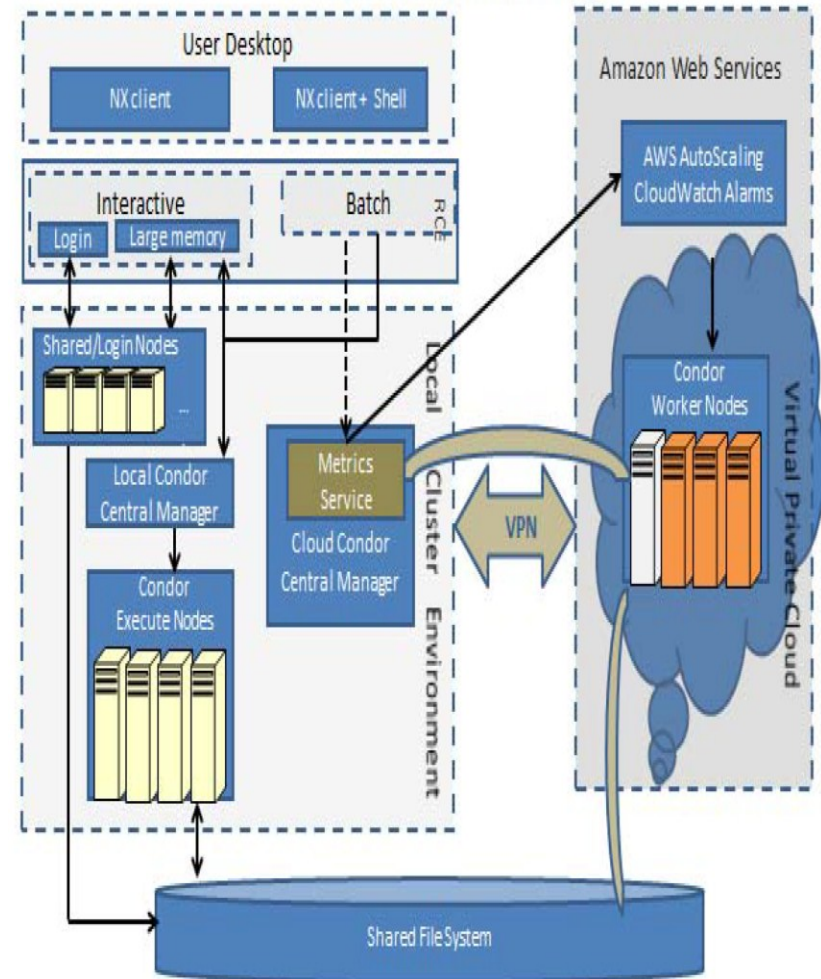 User Desktop
NX client
NX client + Shell
Interactive
Login
Large memory
Batch
RCE
Shared/Login Nodes
...
Local Condor
Central Manager
Condor
Execute Nodes
Metrics
Service
Cloud Condor
Central Manager
Local Cluster Environment
VPN
Amazon Web Services
AWS AutoScaling
CloudWatch Alarms
Condor
Worker Nodes
Virtual Private Cloud
Shared File System